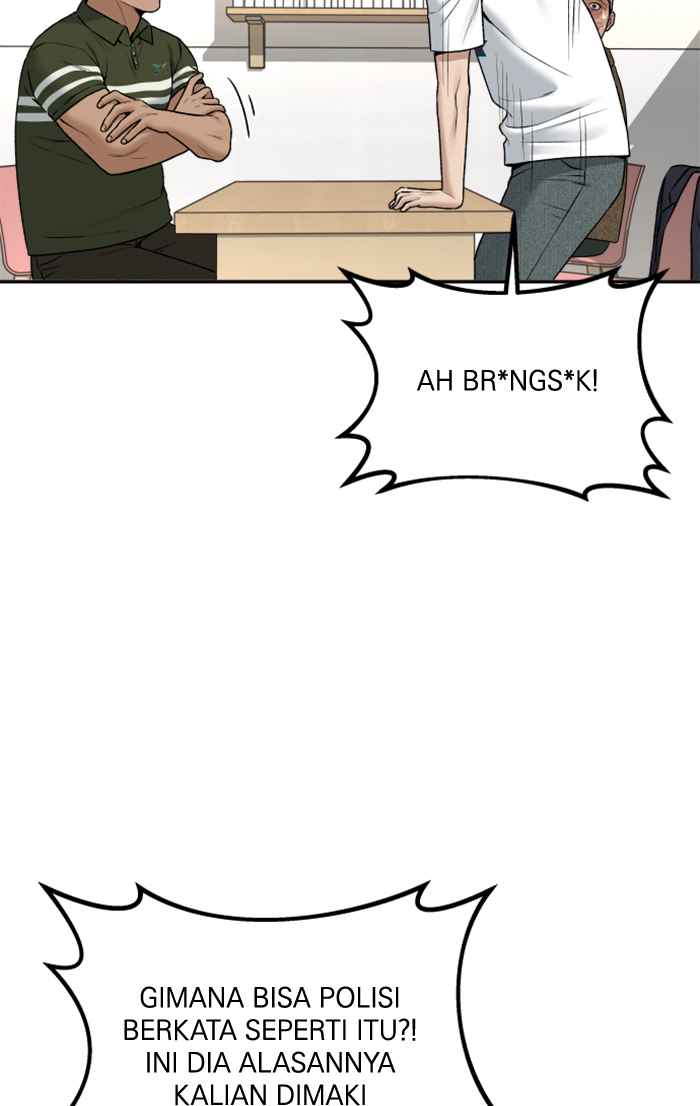 AH BR*NGS*K!
GIMANA BISA POLISI
BERKATA SEPERTI ITU?!
INI DIA ALASANNYA
KALIAN DIMAKI